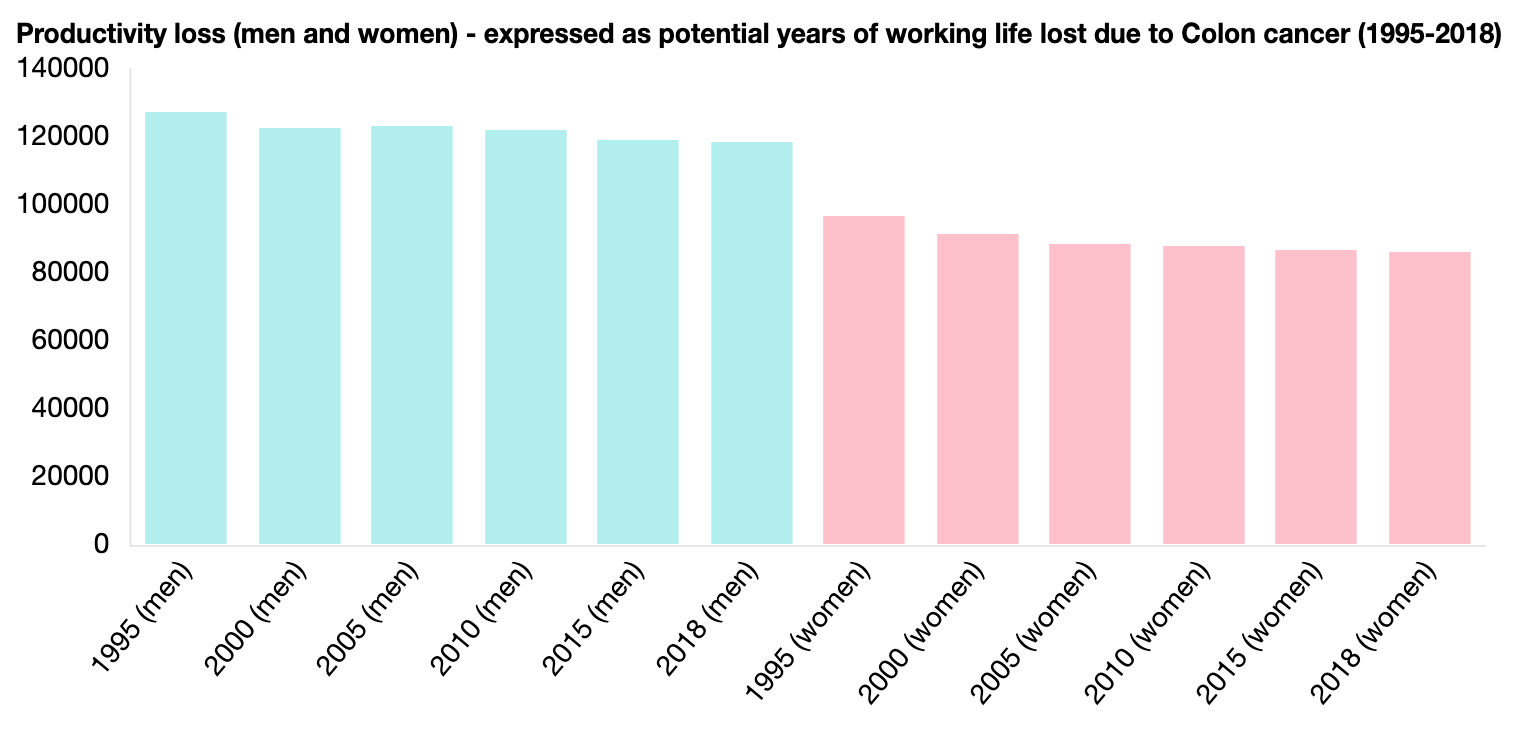 Productivity loss (men and women) - expressed as potential years of working life lost due to Colon cancer (1995-2018)
140000
120000
100000
80000
60000
40000
20000
0
1995 (men)
2000 (men)
2005 (men)
2010 (men)
2015 (men)
2018 (men)
1995 (women)
2000 (women)
2005 (women)
2010 (women)
2015 (women)
2018 (women)